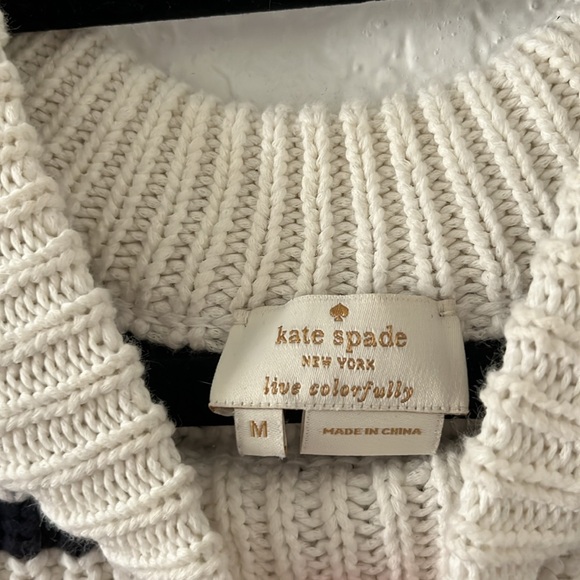 kate spade
NEW YORK
live colorfully
M
MADE IN CHINA